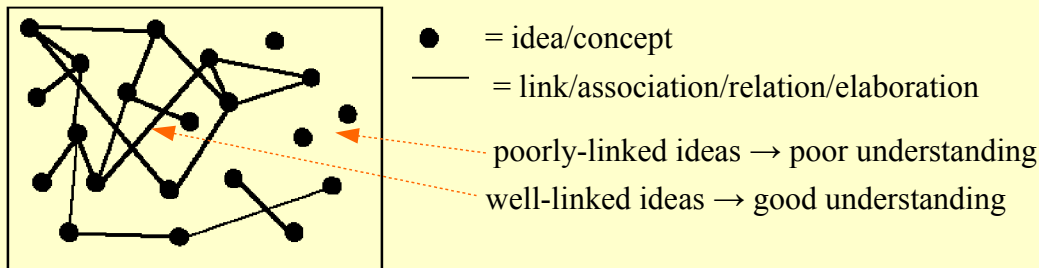 = idea/concept
= link/association/relation/elaboration
poorly-linked ideas → poor understanding
well-linked ideas → good understanding